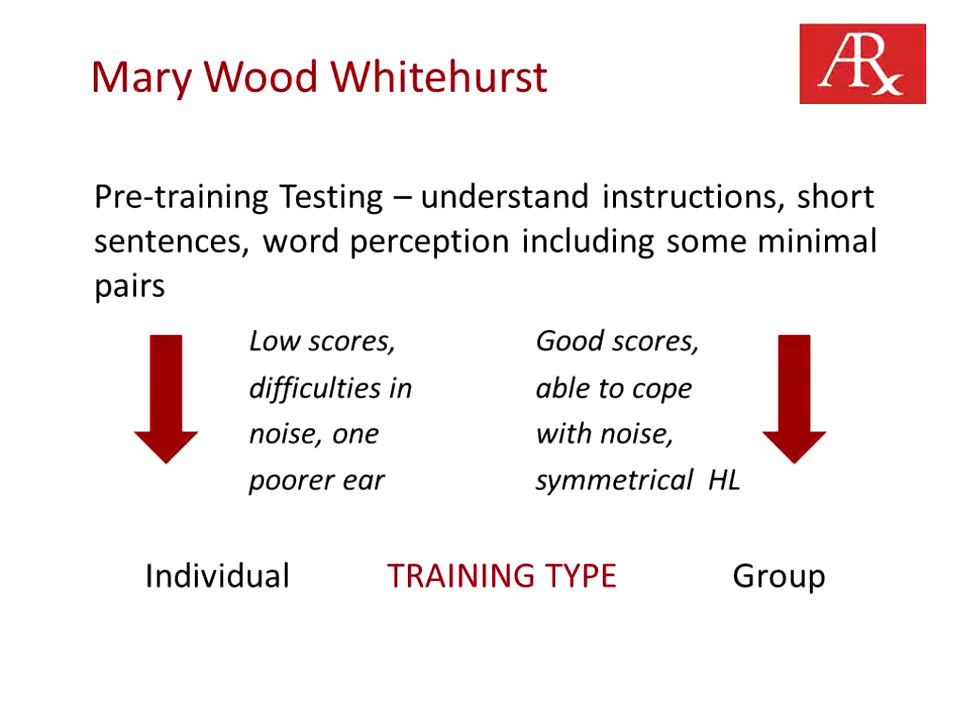 Mary Wood Whitehurst
ARx
Pre-training Testing – understand instructions, short
sentences, word perception including some minimal
pairs
Low scores,
difficulties in
noise, one
poorer ear
Good scores,
able to cope
with noise,
symmetrical HL
Individual
TRAINING TYPE
Group